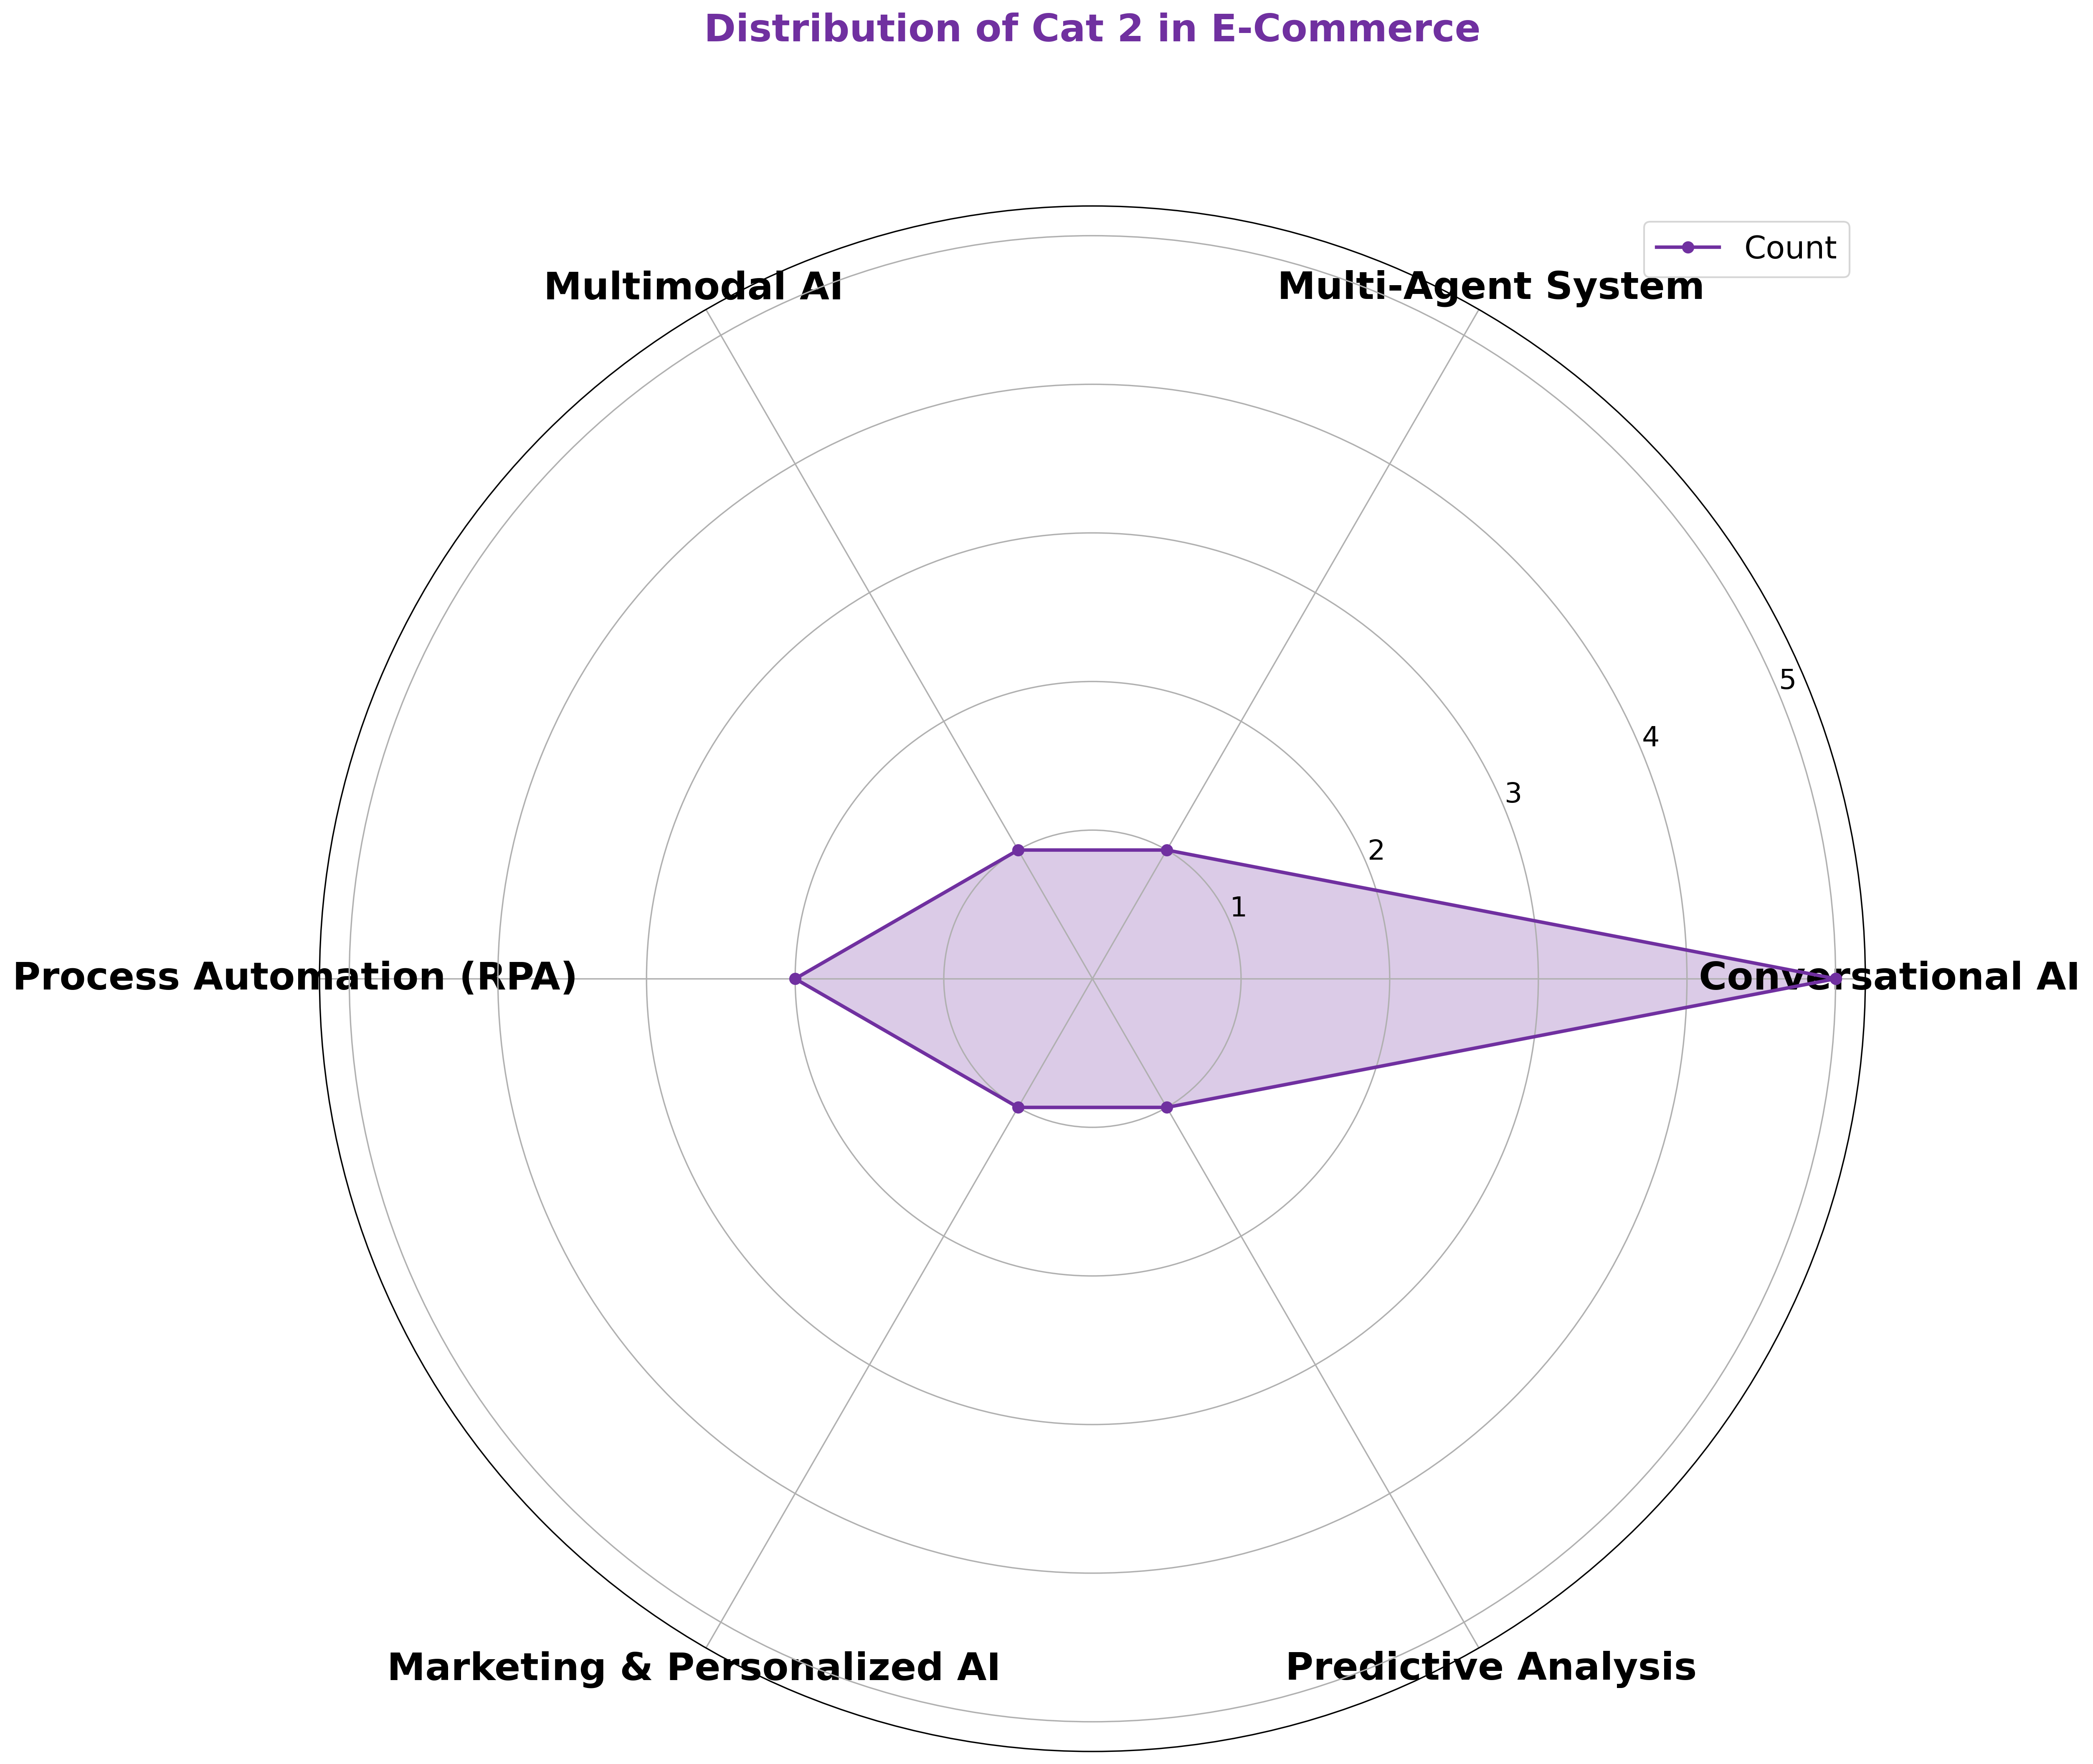 Distribution of Cat 2 in E-Commerce
Count
Multimodal AI
Multi-Agent System
5
4
3
2
1
Process Automation (RPA)
Conversational AI
Marketing & Personalized AI
Predictive Analysis